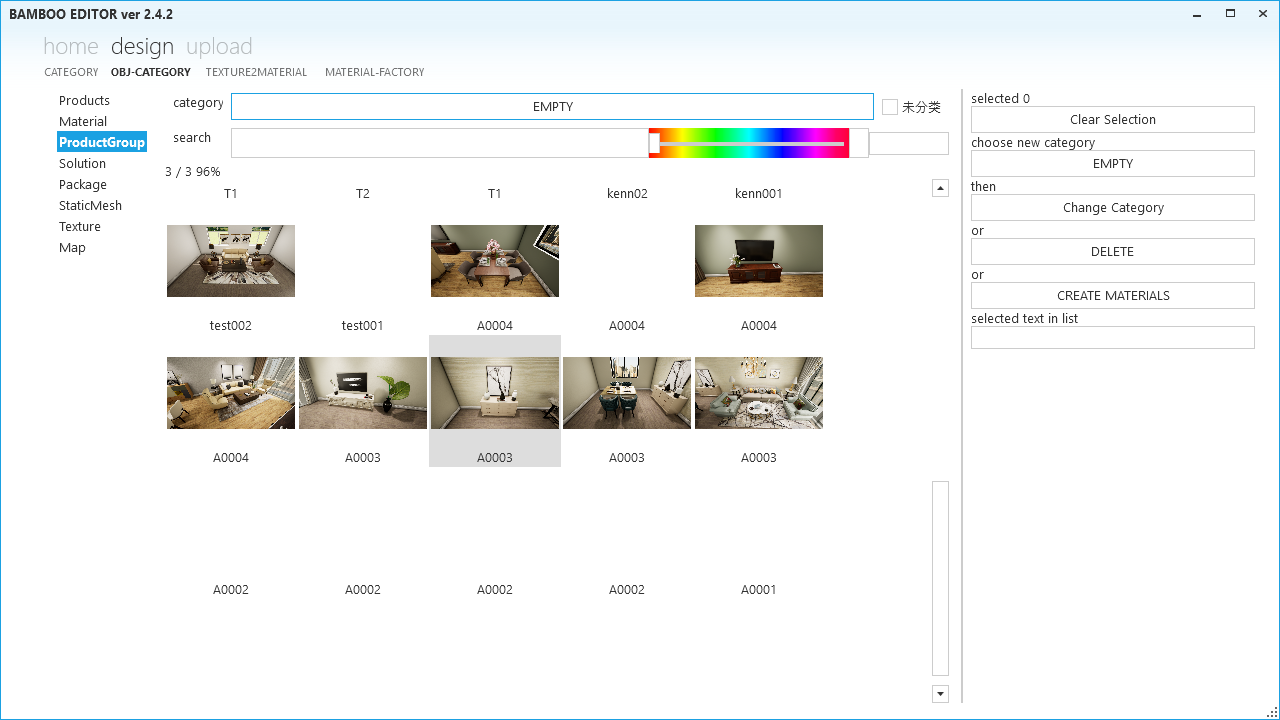 BAMBOO EDITOR ver 2.4.2
home design upload
CATEGORY OBJ-CATEGORY TEXTURE2MATERIAL MATERIAL-FACTORY
Products
Material
ProductGroup
Solution
Package
StaticMesh
Texture
Map
category EMPTY 未分类
search
3 / 3 96%
T1 T2 T1 kenn02 kenn001
test002 test001 A0004 A0004 A0004
A0004 A0003 A0003 A0003 A0003
A0002 A0002 A0002 A0002 A0001
selected 0
Clear Selection
choose new category
EMPTY
then
Change Category
or
DELETE
or
CREATE MATERIALS
selected text in list